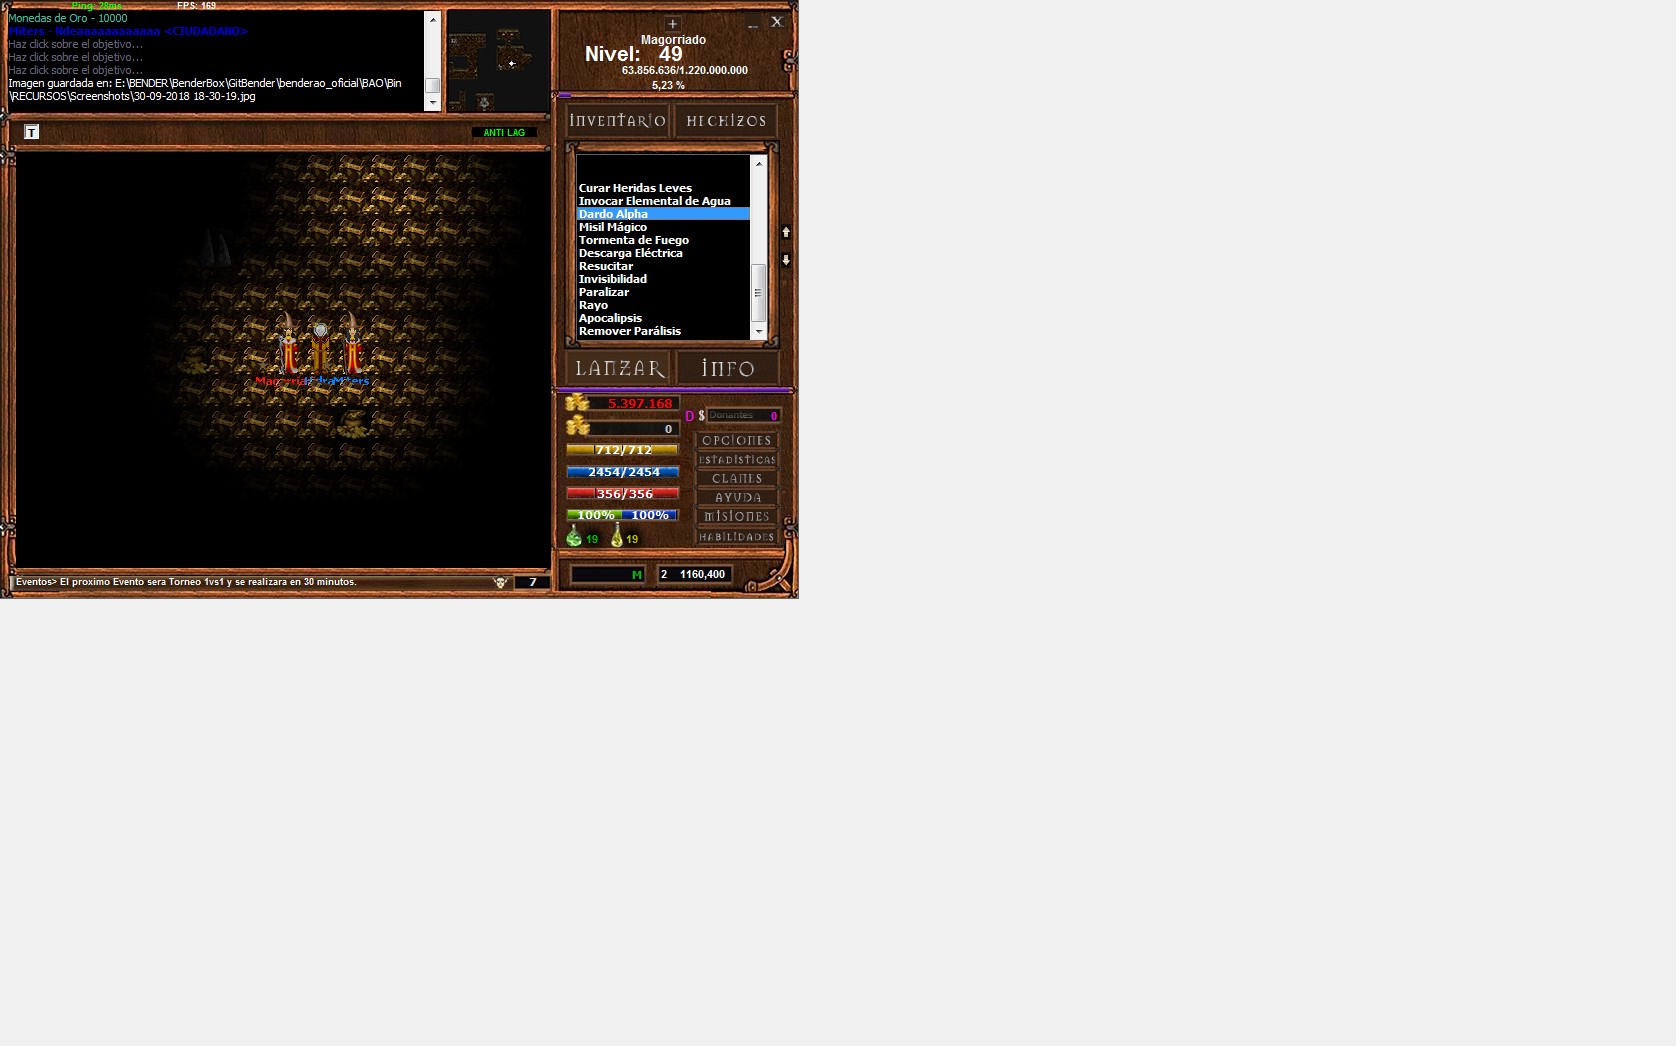 Ping: 28ms
FPS: 169
Monedas de Oro - 10000
Miters - Ndeaaaaaaaaaaaa <CIUDADANO>
Haz click sobre el objetivo...
Haz click sobre el objetivo...
Haz click sobre el objetivo...
Imagen guardada en: E:\BENDER\BenderBox\GitBender\benderao_oficial\BAO\Bin
\RECURSOS\Screenshots\30-09-2018 18-30-19.jpg
T
ANTI LAG
Miters
Eventos> El proximo Evento sera Torneo 1vs1 y se realizara en 30 minutos.
7
+
_ X
Magorriado
Nivel: 49
63.856.636/1.220.000.000
5,23 %
INVENTARIO HECHIZOS
Curar Heridas Leves
Invocar Elemental de Agua
Dardo Alpha
Misil Mágico
Tormenta de Fuego
Descarga Eléctrica
Resucitar
Invisibilidad
Paralizar
Rayo
Apocalipsis
Remover Parálisis
LANZAR INFO
5.397.168
D $ Donantes 0
0
712/712
2454/2454
356/356
100% 100%
19 19
OPCIONES
ESTADÍSTICAS
CLANES
AYUDA
MISIONES
HABILIDADES
M
2 1160,400